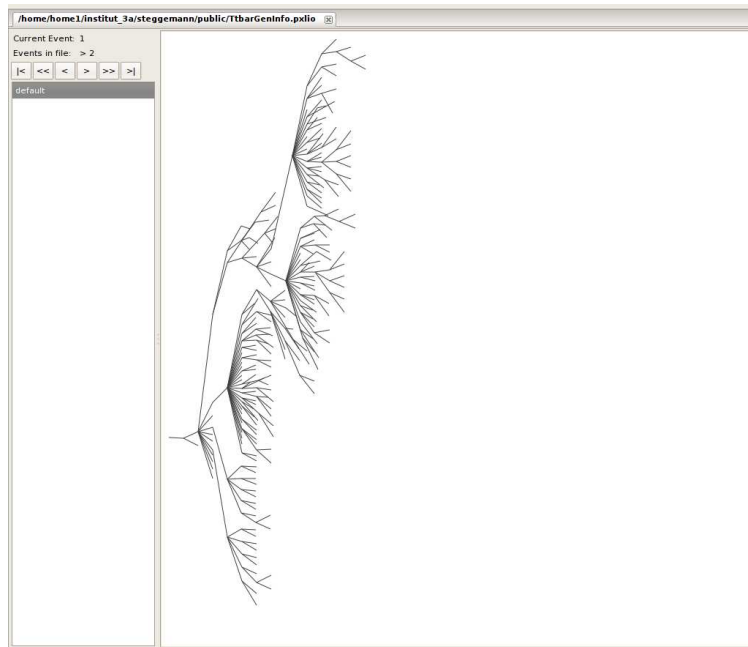 /home/home1/institut_3a/steggemann/public/TtbarGenInfo.pxlio
Current Event: 1
Events in file: > 2
|< << < > >> >|
default